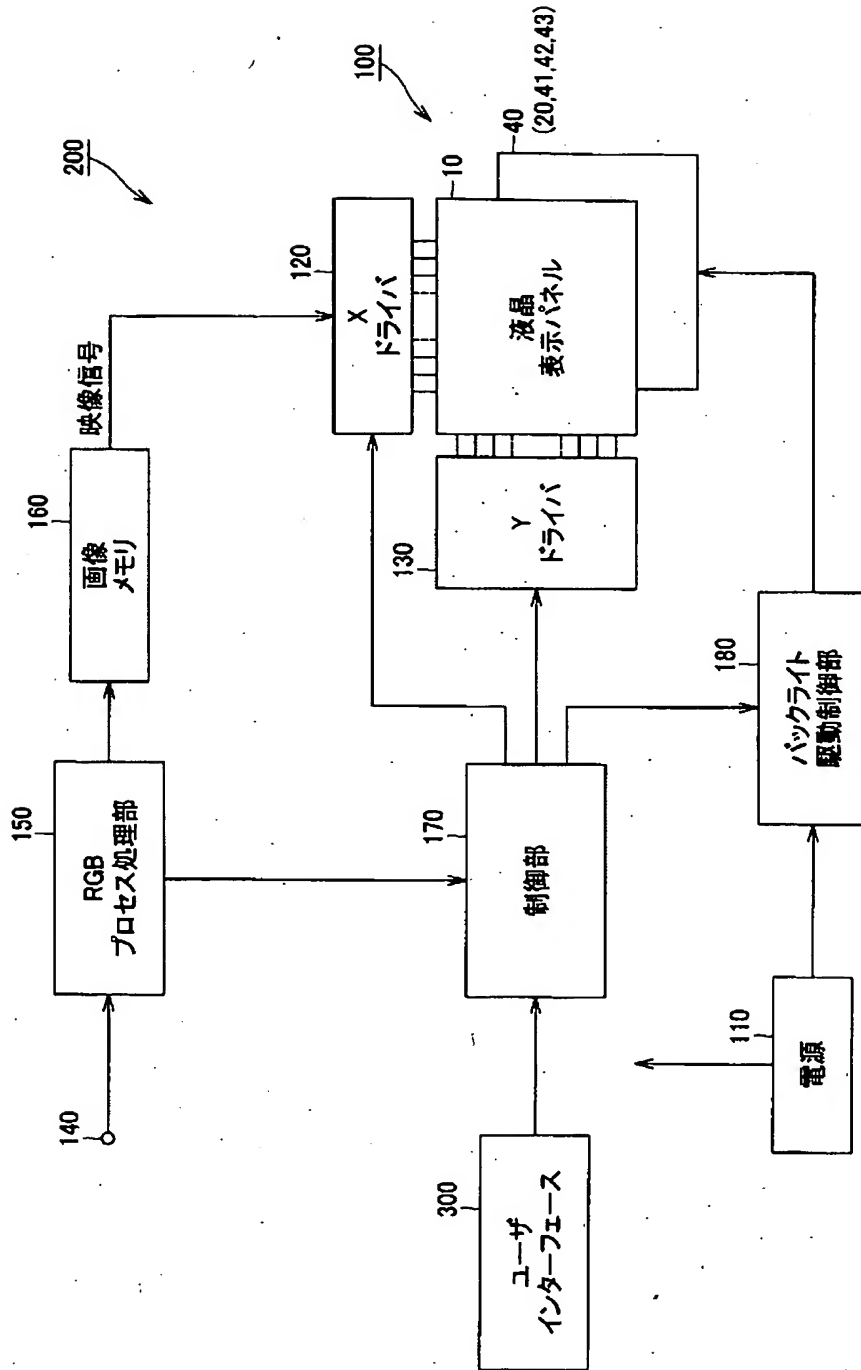 200
140
150
RGB
プロセス処理部
160
画像
メモリ
映像信号
100
120
X
ドライバ
10
液晶
表示パネル
40
(20,41,42,43)
130
Y
ドライバ
300
ユーザ
インターフェース
170
制御部
110
電源
180
バックライト
駆動制御部